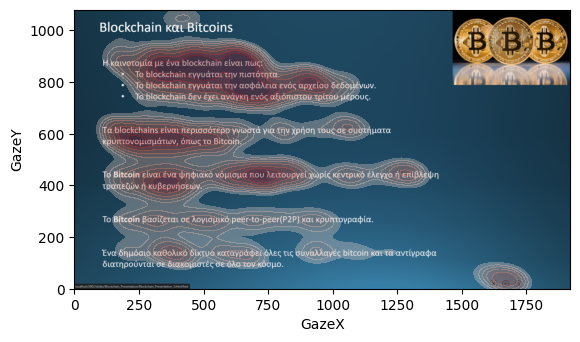 Blockchain και Bitcoins
Η καινοτομία με ένα blockchain είναι πως:
• Το blockchain εγγυάται την πιστότητα.
• Το blockchain εγγυάται την ασφάλεια ενός αρχείου δεδομένων.
• Το blockchain δεν έχει ανάγκη ενός αξιόπιστου τρίτου μέρους.
Τα blockchains είναι περισσότερο γνωστά για την χρήση τους σε συστήματα
κρυπτονομισμάτων, όπως το Bitcoin.
Το Bitcoin είναι ένα ψηφιακό νόμισμα που λειτουργεί χωρίς κεντρικό έλεγχο ή επίβλεψη
τραπεζών ή κυβερνήσεων.
Το Bitcoin βασίζεται σε λογισμικό peer-to-peer(P2P) και κρυπτογραφία.
Ένα δημόσιο καθολικό δίκτυο καταγράφει όλες τις συναλλαγές bitcoin και τα αντίγραφα
διατηρούνται σε διακομιστές σε όλο τον κόσμο.
GazeY
1000
800
600
400
200
0
0 250 500 750 1000 1250 1500 1750
GazeX